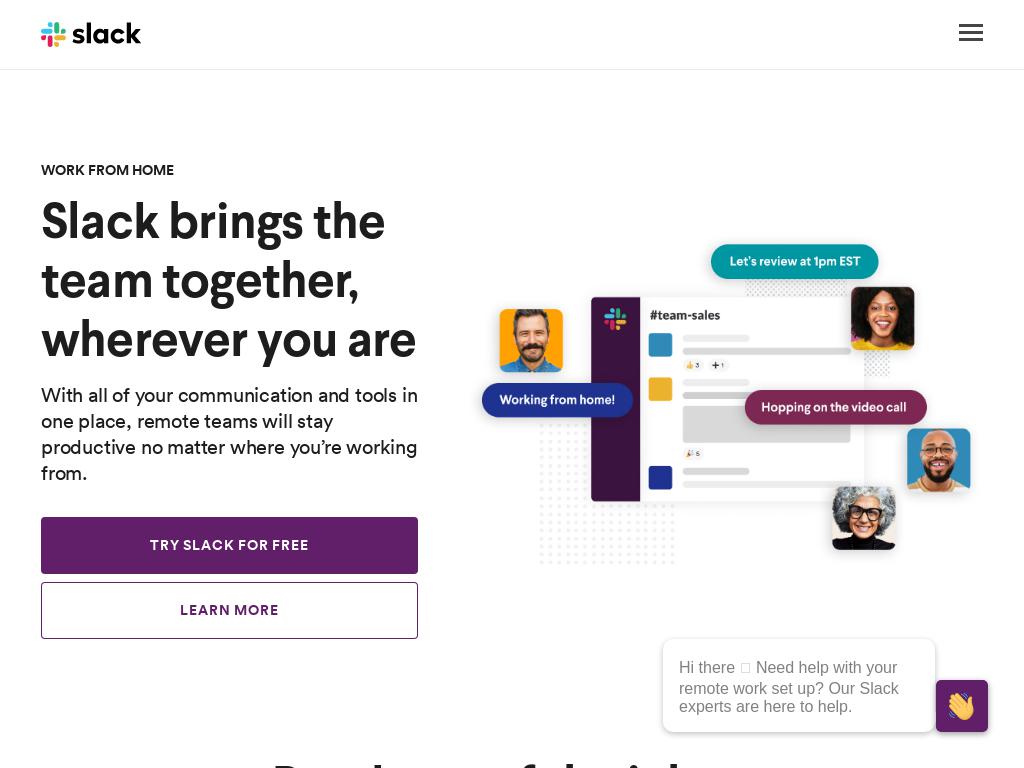 slack
WORK FROM HOME
Slack brings the
team together,
wherever you are
With all of your communication and tools in
one place, remote teams will stay
productive no matter where you’re working
from.
TRY SLACK FOR FREE
LEARN MORE
Let’s review at 1pm EST
#team-sales
3
1
Working from home!
Hopping on the video call
5
Hi there □ Need help with your
remote work set up? Our Slack
experts are here to help.